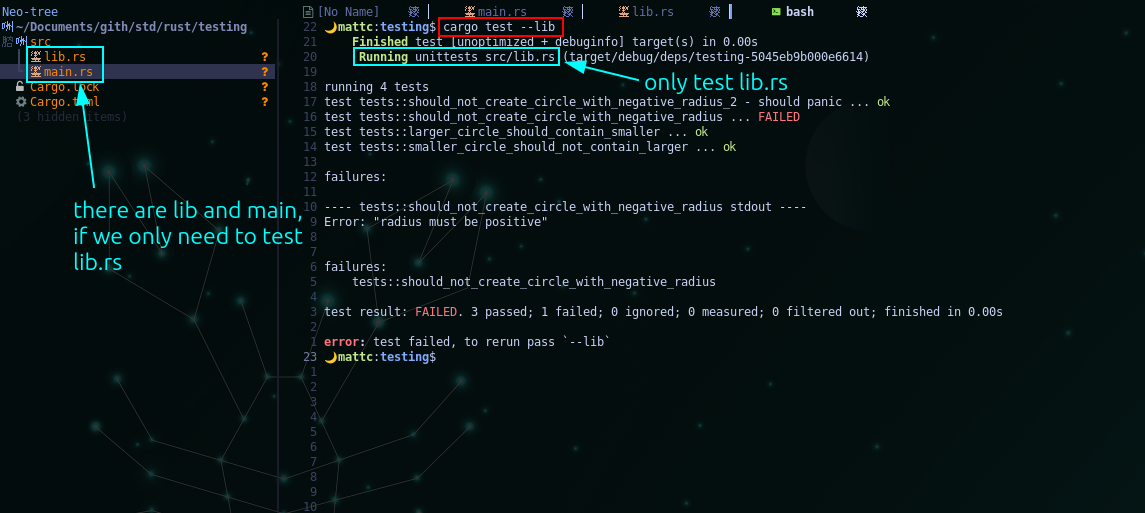 Neo-tree
~/Documents/gith/std/rust/testing
src
lib.rs ?
main.rs ?
Cargo.lock ?
Cargo.toml ?
(3 hidden items)
there are lib and main,
if we only need to test
lib.rs
[No Name] main.rs lib.rs bash
22 mattc:testing$ cargo test --lib
21 Finished test [unoptimized + debuginfo] target(s) in 0.00s
20 Running unittests src/lib.rs (target/debug/deps/testing-5045eb9b000e6614)
19
only test lib.rs
18 running 4 tests
17 test tests::should_not_create_circle_with_negative_radius_2 - should panic ... ok
16 test tests::should_not_create_circle_with_negative_radius ... FAILED
15 test tests::larger_circle_should_contain_smaller ... ok
14 test tests::smaller_circle_should_not_contain_larger ... ok
13
12 failures:
11
10 ---- tests::should_not_create_circle_with_negative_radius stdout ----
9 Error: "radius must be positive"
8
7
6 failures:
5 tests::should_not_create_circle_with_negative_radius
4
3 test result: FAILED. 3 passed; 1 failed; 0 ignored; 0 measured; 0 filtered out; finished in 0.00s
2
1 error: test failed, to rerun pass `--lib`
23 mattc:testing$
1
2
3
4
5
6
7
8
9
10